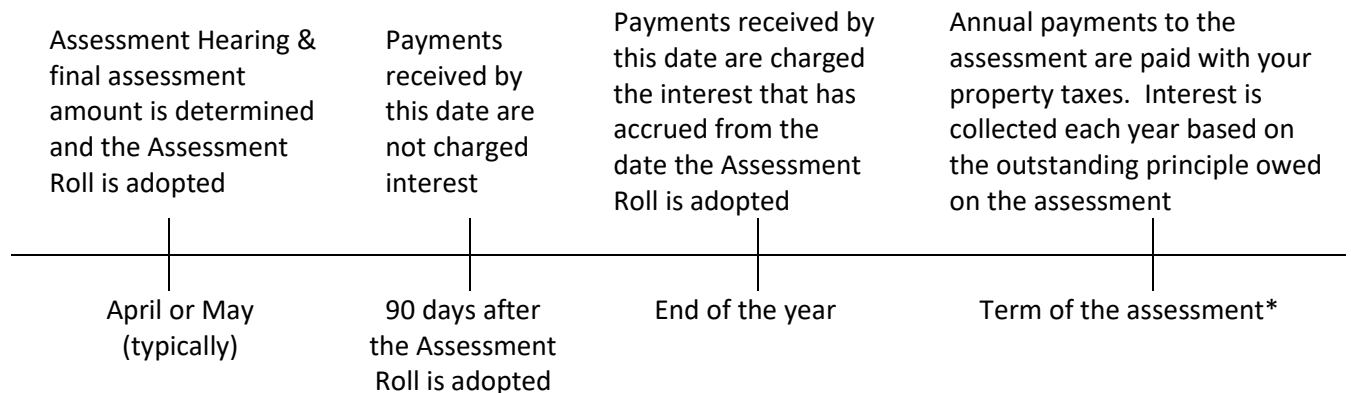 Assessment Hearing &
final assessment
amount is determined
and the Assessment
Roll is adopted
Payments
received by
this date are
not charged
interest
Payments received by
this date are charged
the interest that has
accrued from the
date the Assessment
Roll is adopted
Annual payments to the
assessment are paid with your
property taxes.  Interest is
collected each year based on
the outstanding principle owed
on the assessment
April or May
(typically)
90 days after
the Assessment
Roll is adopted
End of the year
Term of the assessment*